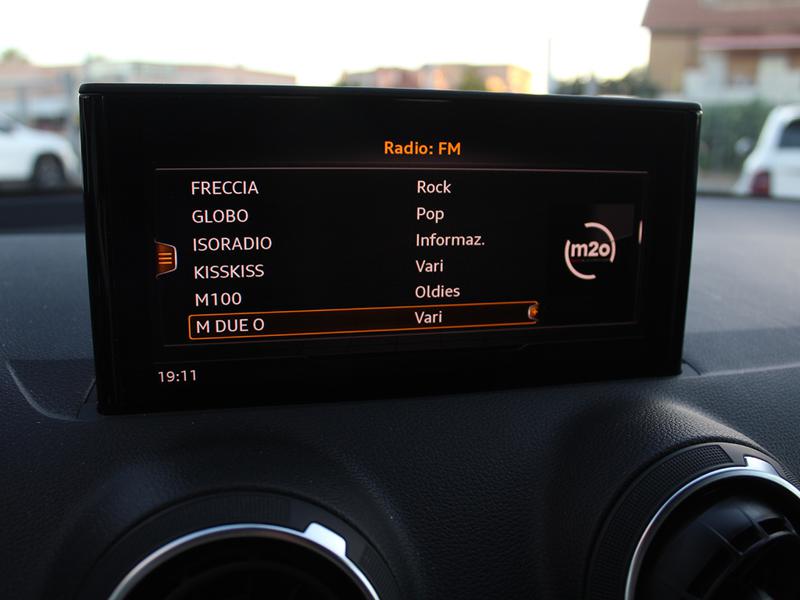 Radio: FM
FRECCIA Rock
GLOBO Pop
ISORADIO Informaz.
KISSKISS Vari
M100 Oldies
M DUE O Vari
m2o
19:11